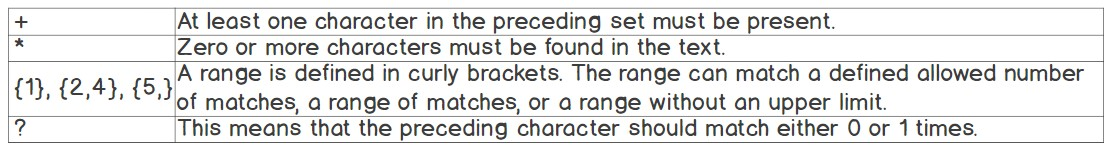 + At least one character in the preceding set must be present.
* Zero or more characters must be found in the text.
{1}, {2,4}, {5,} A range is defined in curly brackets. The range can match a defined allowed number
of matches, a range of matches, or a range without an upper limit.
? This means that the preceding character should match either 0 or 1 times.